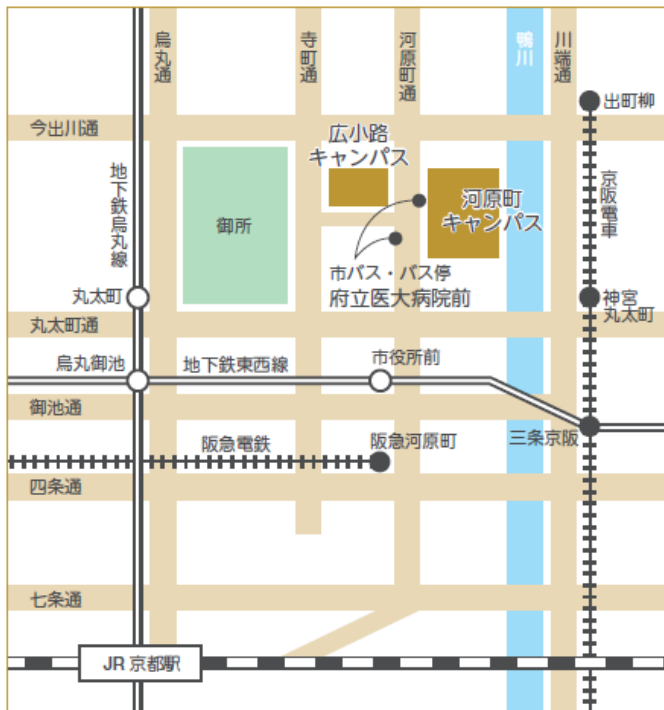 烏丸通
寺町通
河原町通
鴨川
川端通
出町柳
今出川通
広小路
キャンパス
地下鉄烏丸線
河原町
キャンパス
京阪電車
御所
市バス・バス停
府立医大病院前
丸太町
神宮
丸太町
丸太町通
烏丸御池
地下鉄東西線
市役所前
御池通
阪急電鉄
阪急河原町
三条京阪
四条通
七条通
JR 京都駅